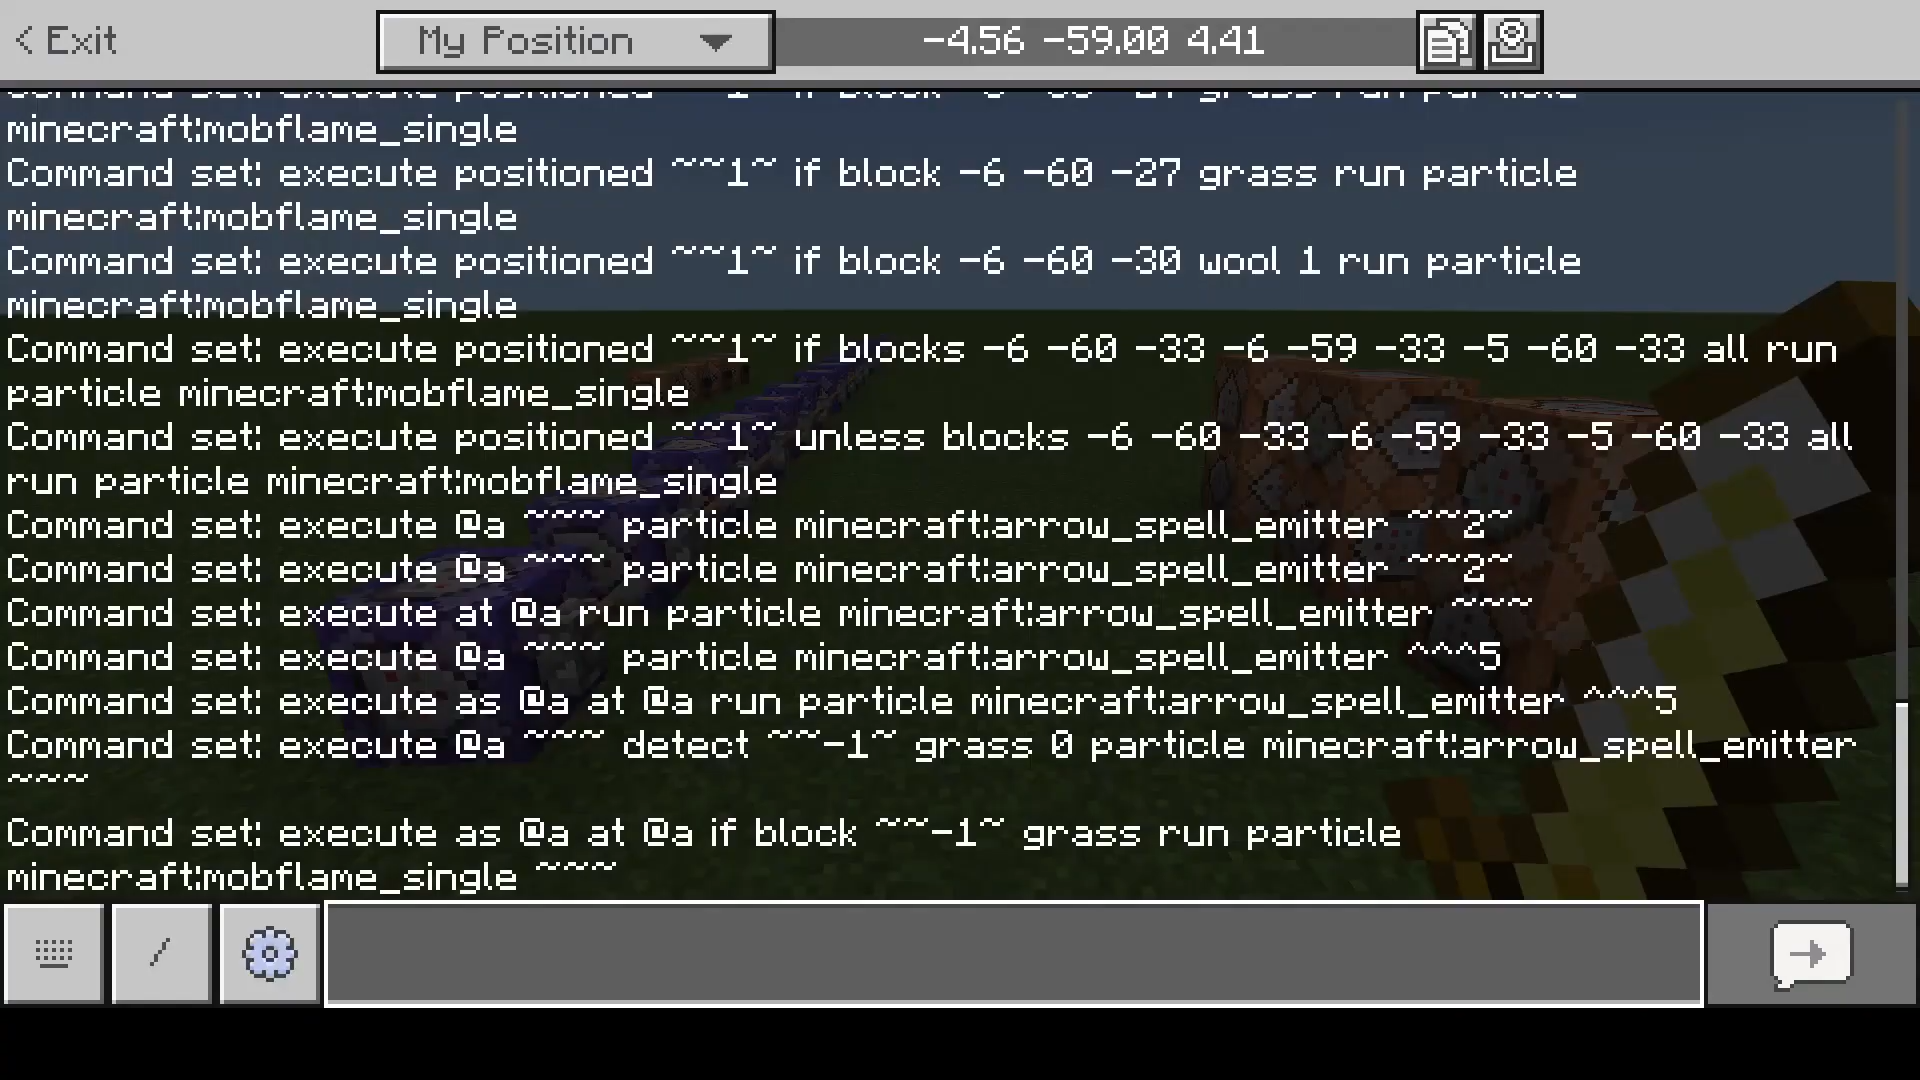 < Exit
My Position
-4.56 -59.00 4.41
minecraft:mobflame_single
Command set: execute positioned ~~1~ if block -6 -60 -27 grass run particle
minecraft:mobflame_single
Command set: execute positioned ~~1~ if block -6 -60 -30 wool 1 run particle
minecraft:mobflame_single
Command set: execute positioned ~~1~ if blocks -6 -60 -33 -6 -59 -33 -5 -60 -33 all run
particle minecraft:mobflame_single
Command set: execute positioned ~~1~ unless blocks -6 -60 -33 -6 -59 -33 -5 -60 -33 all
run particle minecraft:mobflame_single
Command set: execute @a ~~~ particle minecraft:arrow_spell_emitter ~~2~
Command set: execute @a ~~~ particle minecraft:arrow_spell_emitter ~~2~
Command set: execute at @a run particle minecraft:arrow_spell_emitter ~~~
Command set: execute @a ~~~ particle minecraft:arrow_spell_emitter ^^^5
Command set: execute as @a at @a run particle minecraft:arrow_spell_emitter ^^^5
Command set: execute @a ~~~ detect ~~-1~ grass 0 particle minecraft:arrow_spell_emitter
~~~
Command set: execute as @a at @a if block ~~-1~ grass run particle
minecraft:mobflame_single ~~~
/